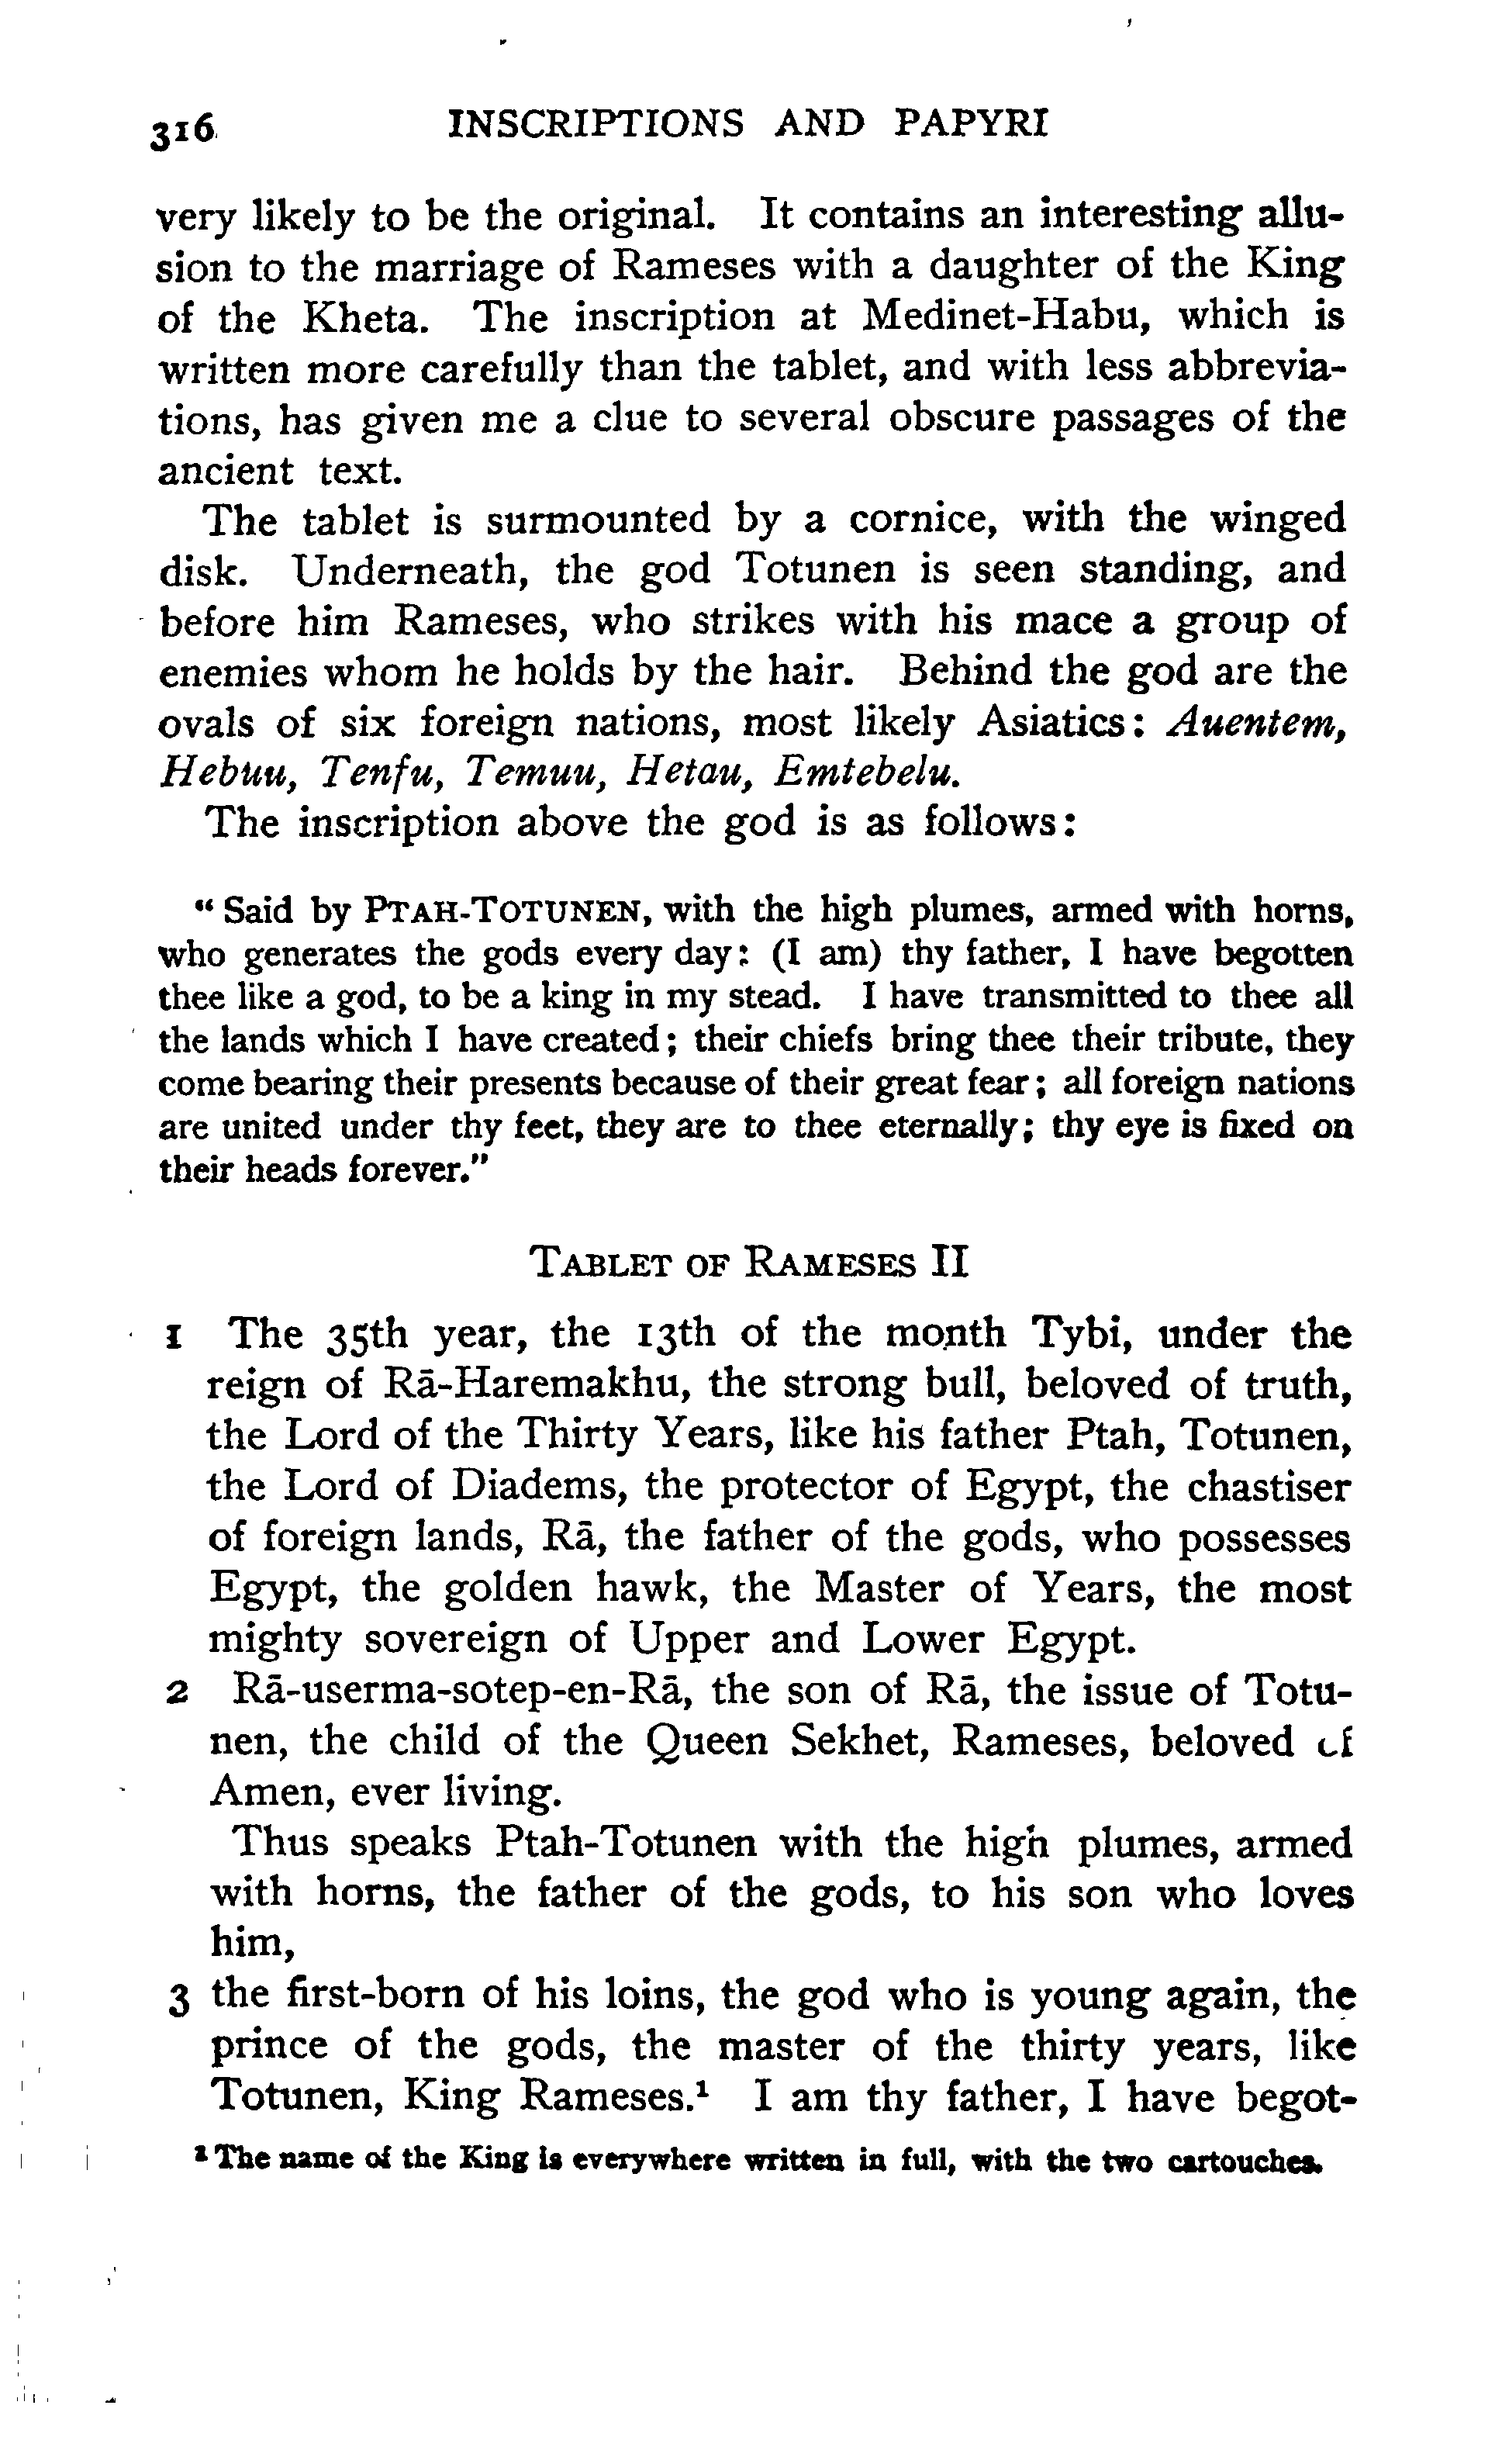 316 INSCRIPTIONS AND PAPYRI
very likely to be the original. It contains an interesting allu-
sion to the marriage of Rameses with a daughter of the King
of the Kheta. The inscription at Medinet-Habu, which is
written more carefully than the tablet, and with less abbrevia-
tions, has given me a clue to several obscure passages of the
ancient text.
The tablet is surmounted by a cornice, with the winged
disk. Underneath, the god Totunen is seen standing, and
before him Rameses, who strikes with his mace a group of
enemies whom he holds by the hair. Behind the god are the
ovals of six foreign nations, most likely Asiatics: Auentem,
Hebuu, Tenfu, Temuu, Hetau, Emtebelu.
The inscription above the god is as follows:
“Said by PTAH-TOTUNEN, with the high plumes, armed with horns,
who generates the gods every day: (I am) thy father, I have begotten
thee like a god, to be a king in my stead. I have transmitted to thee all
the lands which I have created; their chiefs bring thee their tribute, they
come bearing their presents because of their great fear; all foreign nations
are united under thy feet, they are to thee eternally; thy eye is fixed on
their heads forever.”
TABLET OF RAMESES II
1 The 35th year, the 13th of the month Tybi, under the
reign of Rā-Haremakhu, the strong bull, beloved of truth,
the Lord of the Thirty Years, like his father Ptah, Totunen,
the Lord of Diadems, the protector of Egypt, the chastiser
of foreign lands, Rā, the father of the gods, who possesses
Egypt, the golden hawk, the Master of Years, the most
mighty sovereign of Upper and Lower Egypt.
2 Rā-userma-sotep-en-Rā, the son of Rā, the issue of Totu-
nen, the child of the Queen Sekhet, Rameses, beloved of
Amen, ever living.
Thus speaks Ptah-Totunen with the high plumes, armed
with horns, the father of the gods, to his son who loves
him,
3 the first-born of his loins, the god who is young again, the
prince of the gods, the master of the thirty years, like
Totunen, King Rameses.¹ I am thy father, I have begot-
¹ The name of the King is everywhere written in full, with the two cartouches.